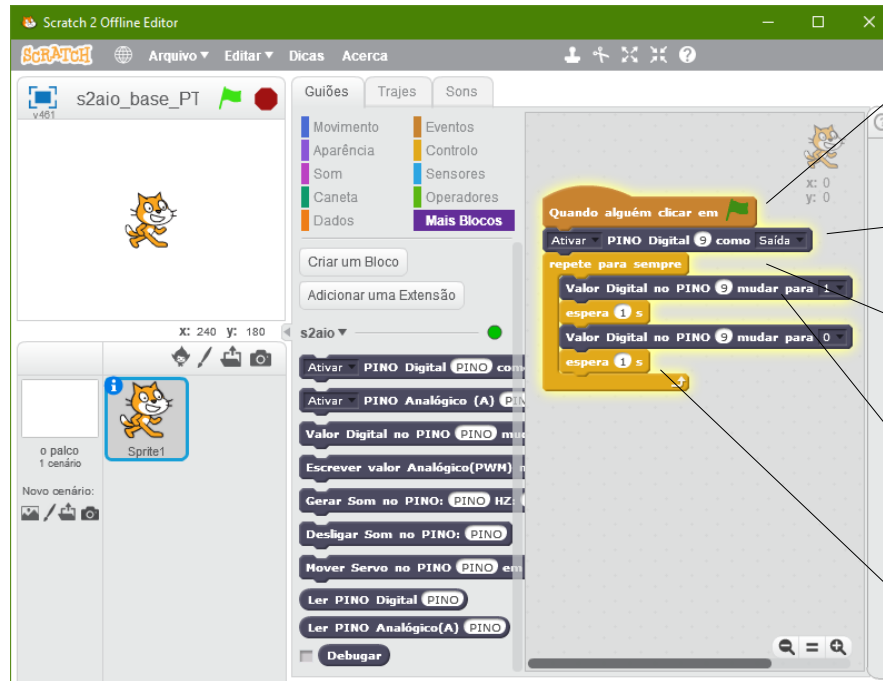 Scratch 2 Offline Editor
SCRATCH Arquivo Editar Dicas Acerca
v461
s2aio_base_PT
X: 240 Y: 180
o palco
1 cenário
Sprite1
Novo cenário:
Guiões Trajes Sons
Movimento Eventos
Aparência Controlo
Som Sensores
Caneta Operadores
Dados Mais Blocos
Criar um Bloco
Adicionar uma Extensão
s2aio
Ativar PINO Digital PINO com
Ativar PINO Analógico (A) PIN
Valor Digital no PINO PINO mu
Escrever valor Analógico(PWM)
Gerar Som no PINO: PINO HZ:
Desligar Som no PINO: PINO
Mover Servo no PINO PINO em
Ler PINO Digital PINO
Ler PINO Analógico(A) PINO
Debugar
x: 0
y: 0
Quando alguém clicar em
Ativar PINO Digital 9 como Saída
repete para sempre
Valor Digital no PINO 9 mudar para 1
espera 1 s
Valor Digital no PINO 9 mudar para 0
espera 1 s